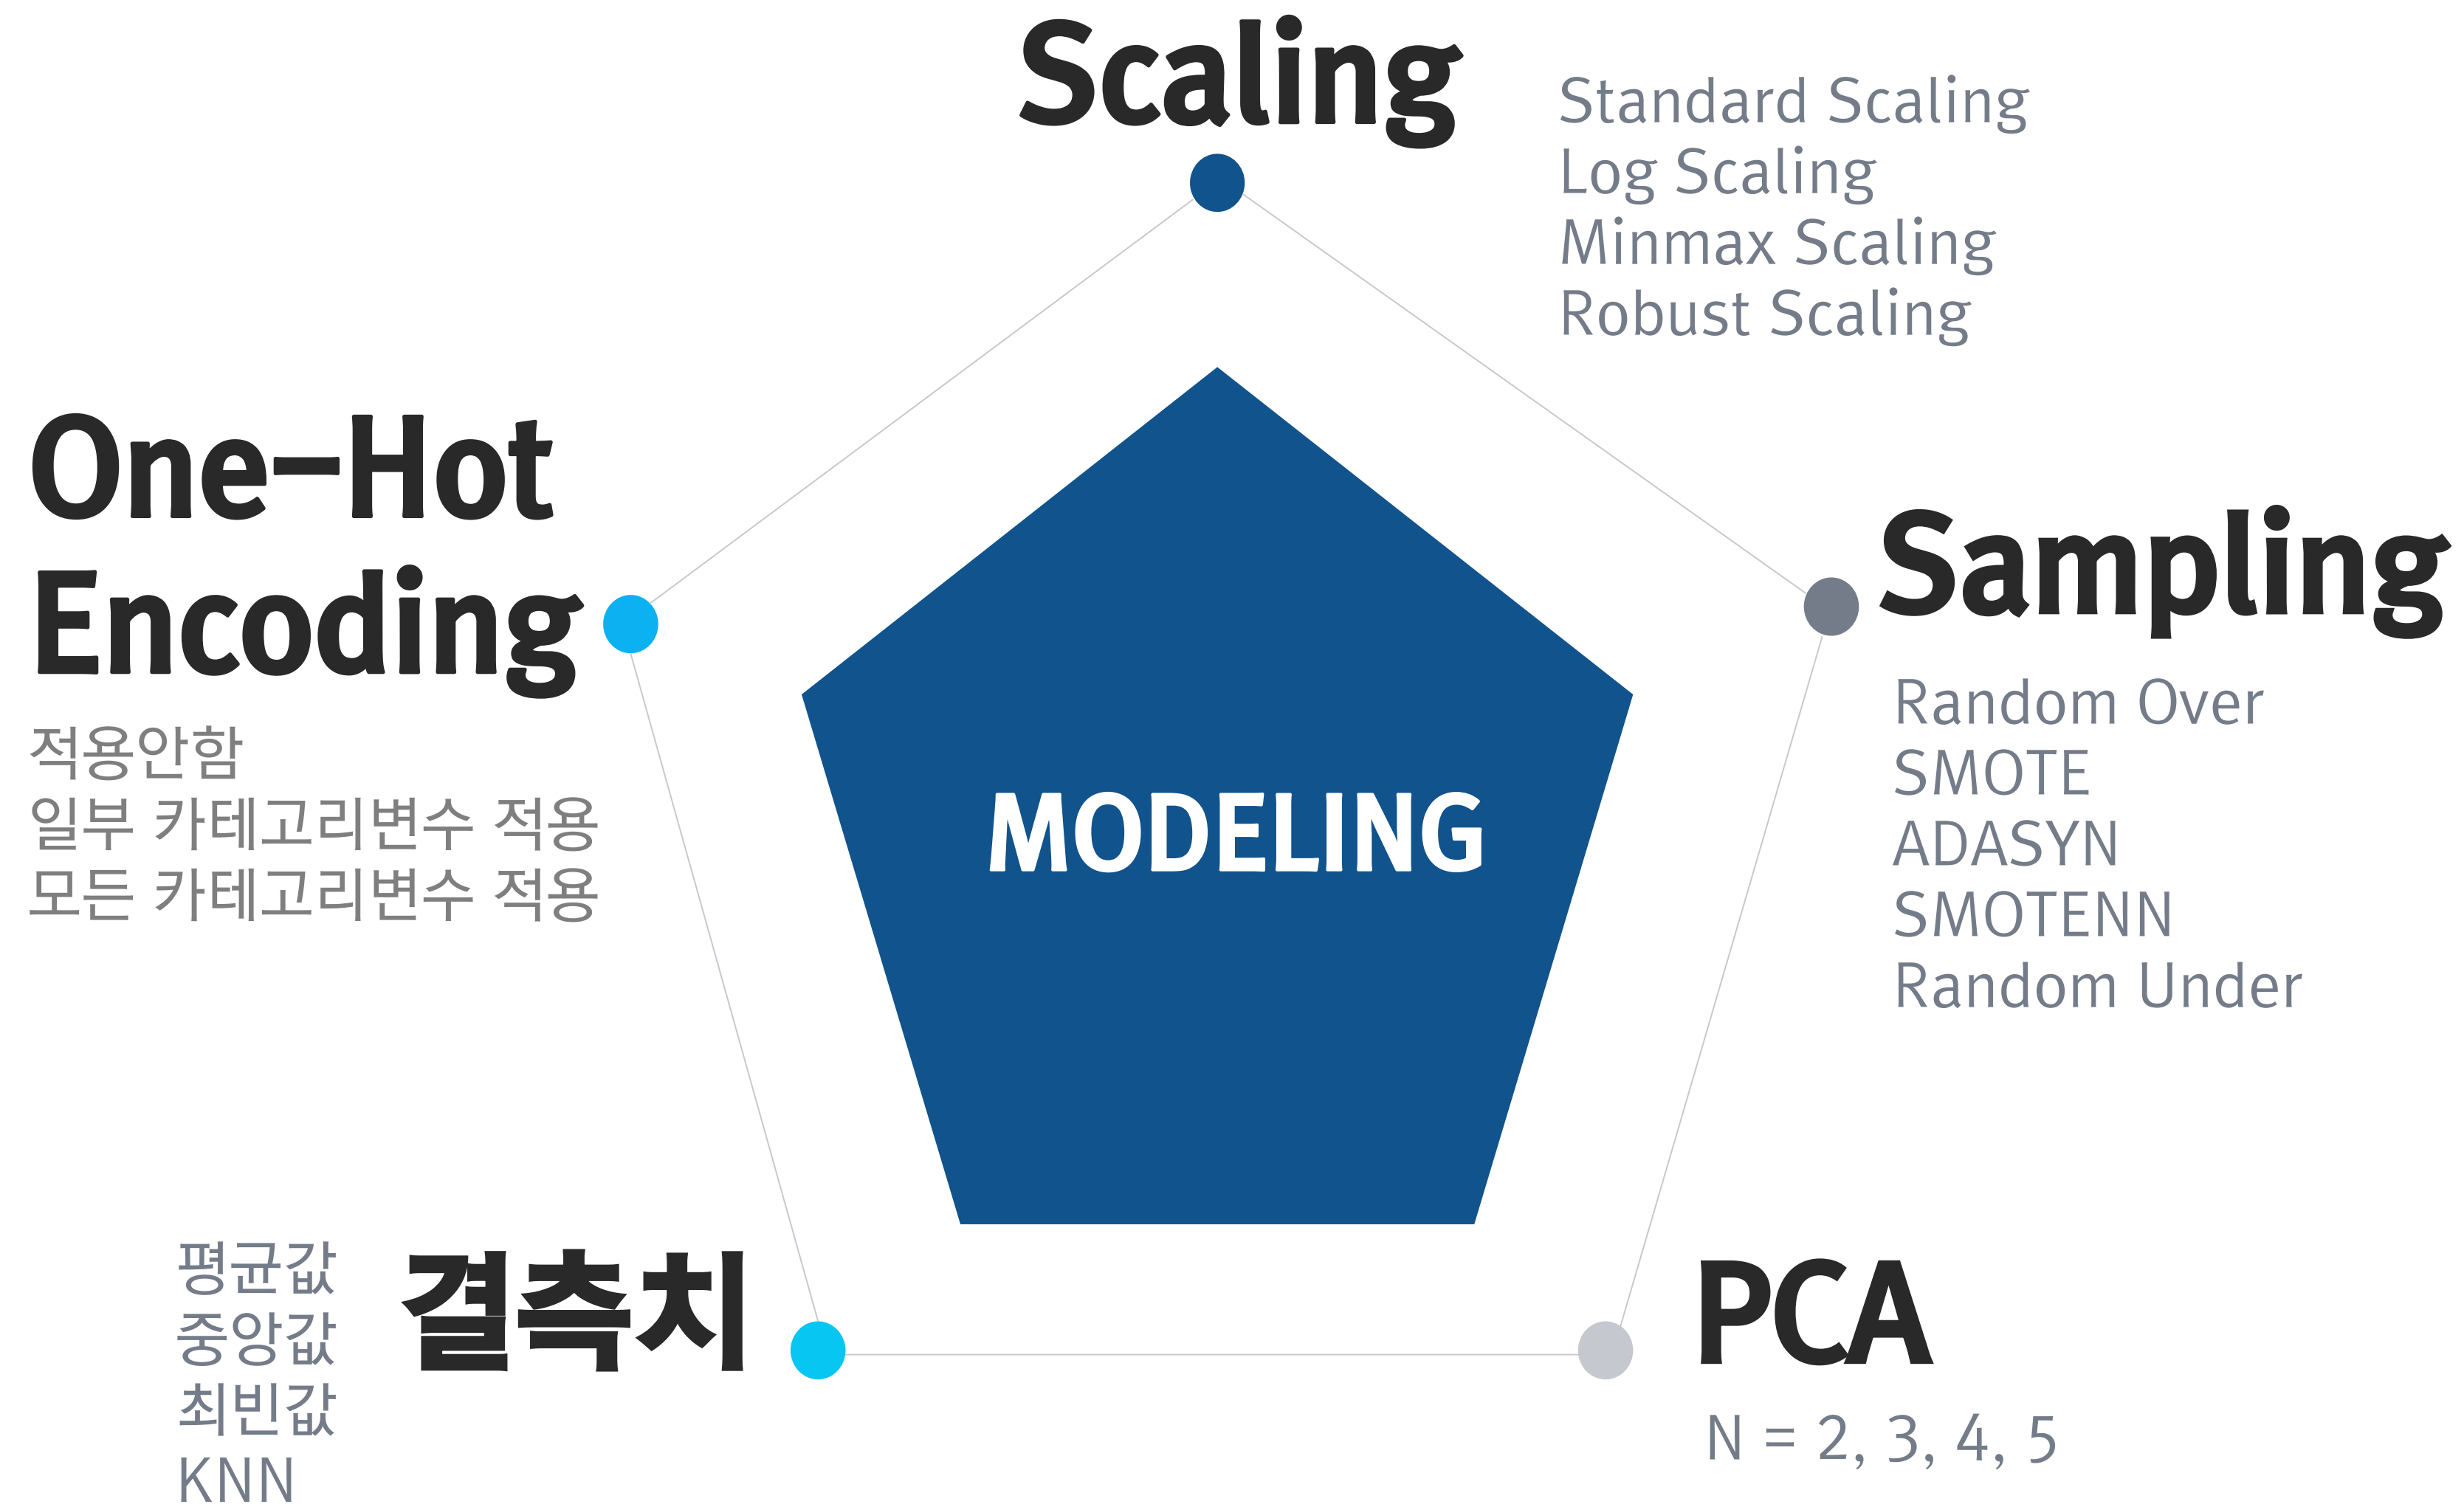 Scaling
Standard Scaling
Log Scaling
Minmax Scaling
Robust Scaling
One-Hot
Encoding
적용안함
일부 카테고리변수 적용
모든 카테고리변수 적용
Sampling
Random Over
SMOTE
ADASYN
SMOTENN
Random Under
MODELING
결측치
평균값
중앙값
최빈값
KNN
PCA
N = 2, 3, 4, 5